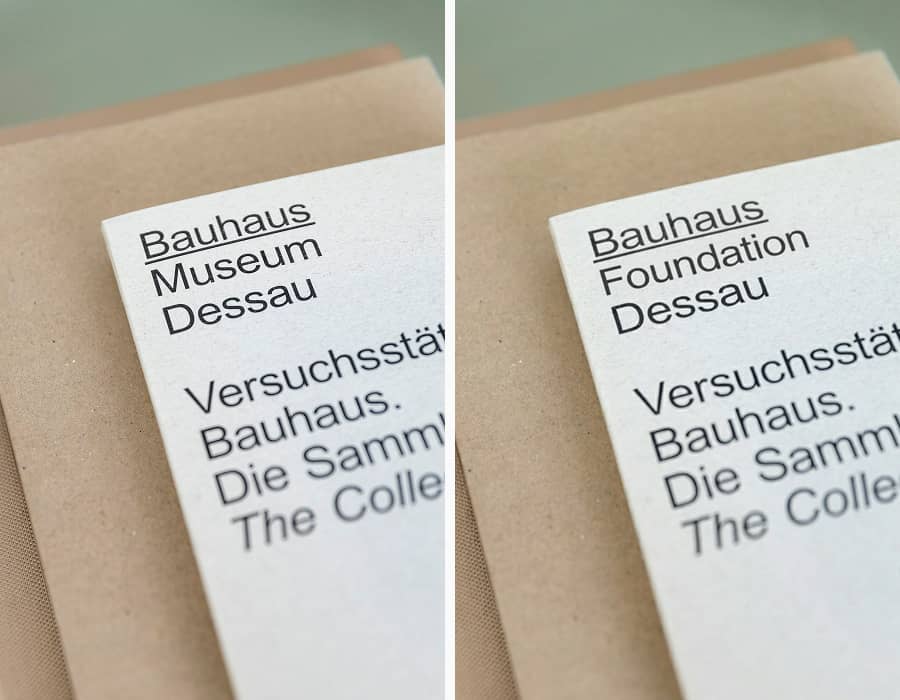 Bauhaus
Museum
Dessau
Versuchsstät
Bauhaus.
Die Samml
The Colle
Bauhaus
Foundation
Dessau
Versuchsstät
Bauhaus.
Die Samml
The Colle